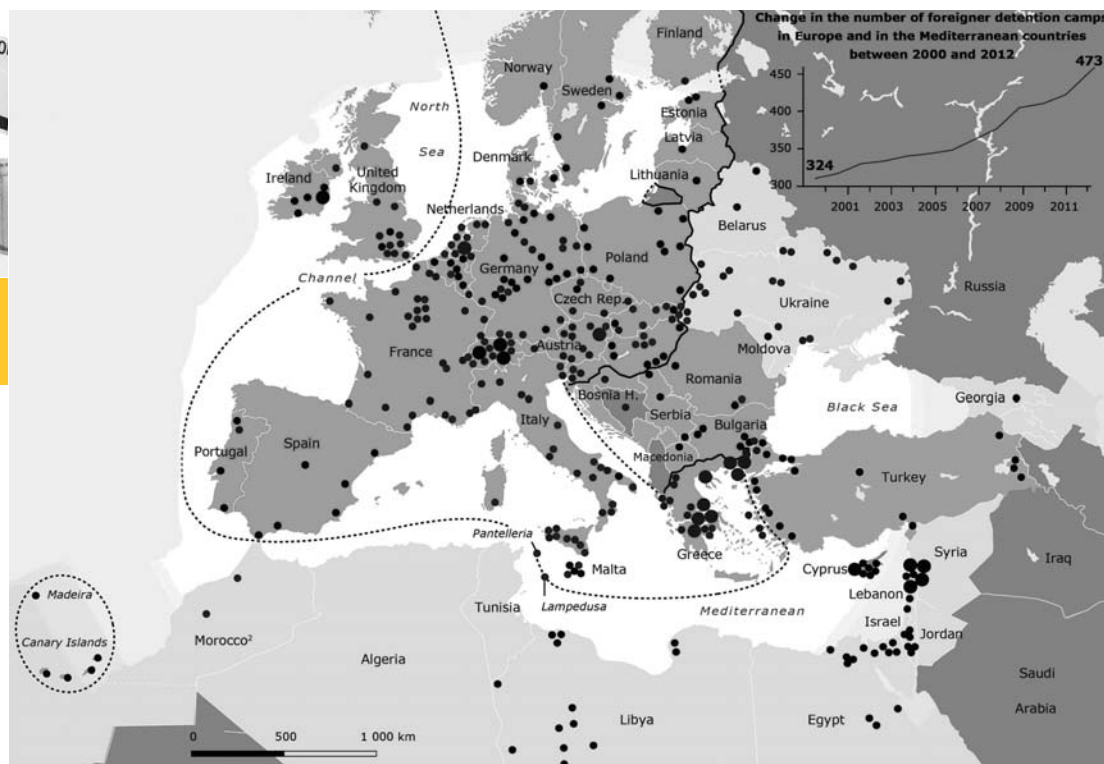 Change in the number of foreigner detention camps
in Europe and in the Mediterranean countries
between 2000 and 2012
473
450
400
350
324
300
2001 2003 2005 2007 2009 2011
Finland
Norway
Sweden
North
Sea
Estonia
Latvia
Denmark
Lithuania
Ireland
United
Kingdom
Netherlands
Belarus
Channel
Germany
Poland
Russia
Czech Rep.
Ukraine
France
Austria
Moldova
Romania
Bosnia H.
Serbia
Italy
Georgia
Black Sea
Bulgaria
Portugal
Spain
Macedonia
Turkey
Pantelleria
Greece
Syria
Iraq
Malta
Cyprus
Lebanon
Madeira
Tunisia
Lampedusa
Mediterranean
Israel
Canary Islands
Morocco²
Jordan
Algeria
Saudi
Arabia
Libya
Egypt
0 500 1 000 km